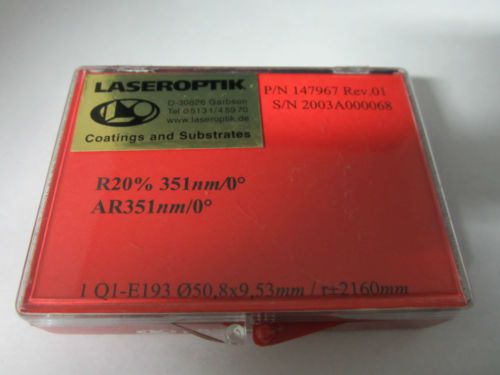 LASEROPTIK
D-30826 Garbsen
Tel 05131/45970
www.laseroptik.de
Coatings and Substrates
P/N 147967 Rev.01
S/N 2003A000068
R20% 351nm/0°
AR351nm/0°
1 Q1-E193 Ø50,8x9,53mm / r±2160mm